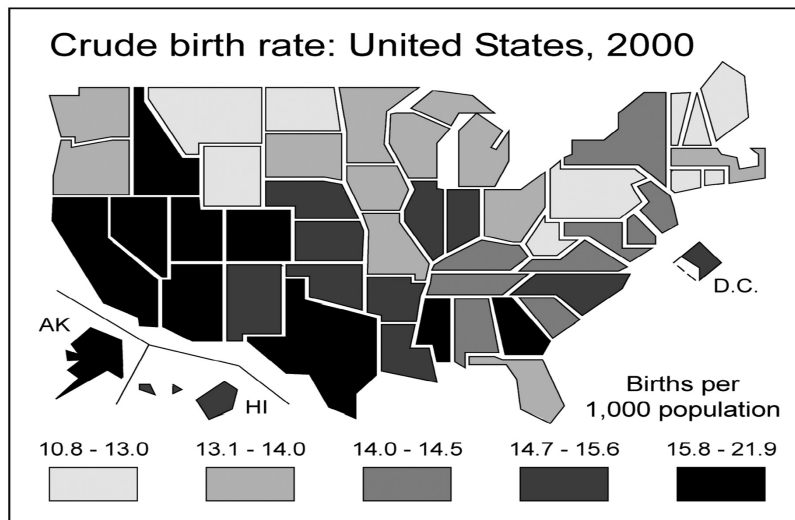 Crude birth rate: United States, 2000
D.C.
AK
HI
Births per
1,000 population
10.8 - 13.0 13.1 - 14.0 14.0 - 14.5 14.7 - 15.6 15.8 - 21.9